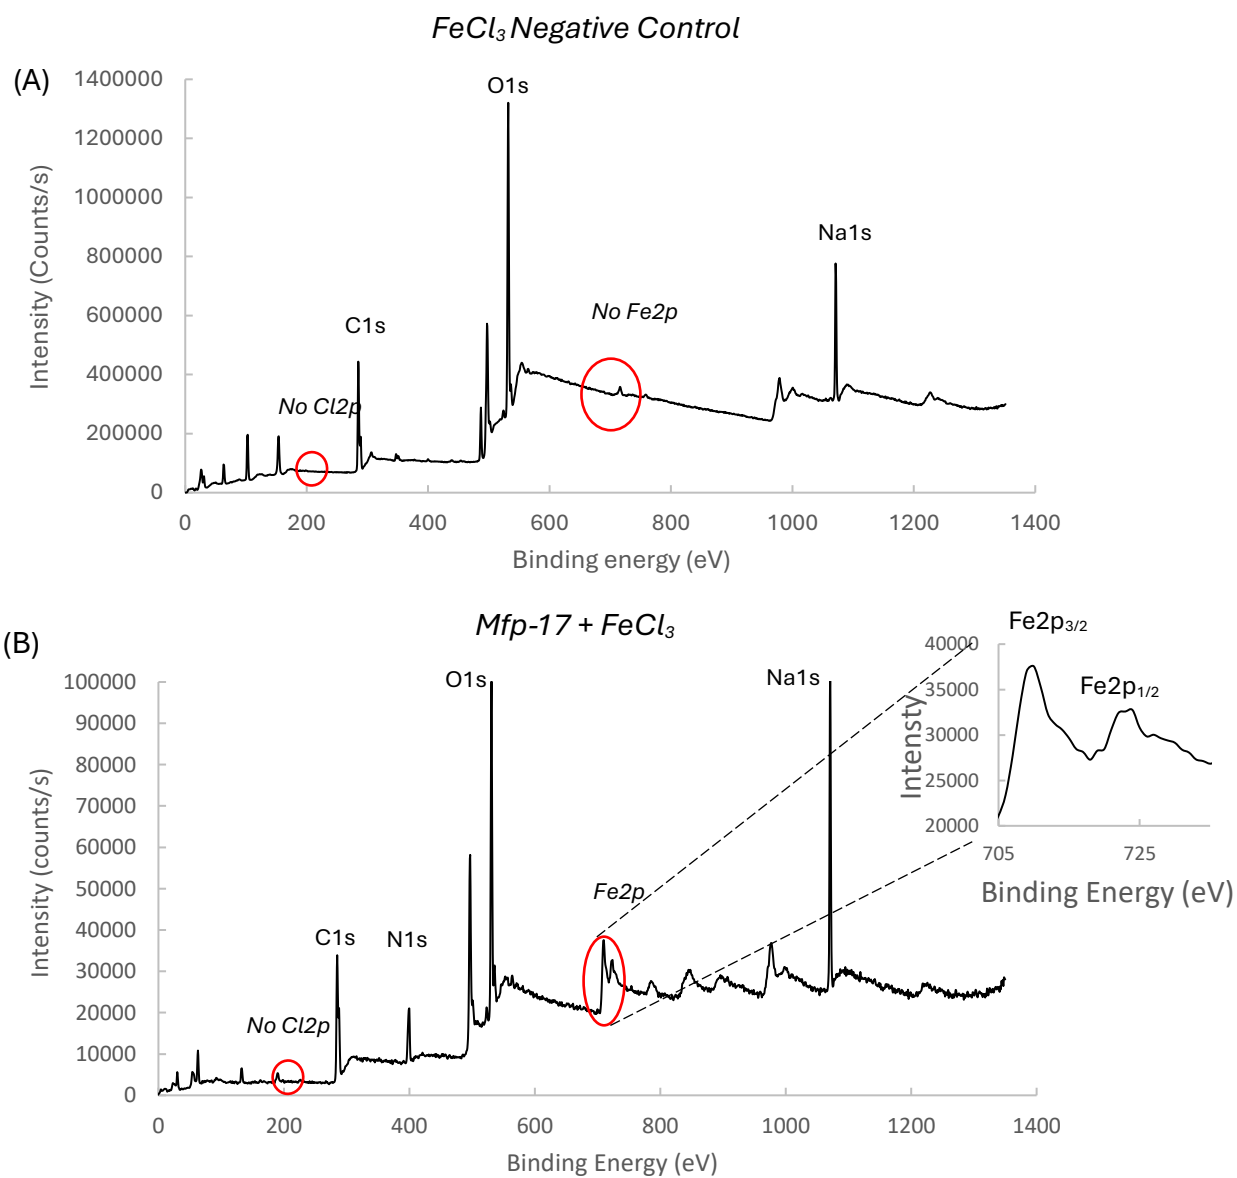 FeCl₃ Negative Control
(A)
1400000
1200000
1000000
800000
600000
400000
200000
0
Intensity (Counts/s)
O1s
Na1s
No Fe2p
C1s
No Cl2p
0 200 400 600 800 1000 1200 1400
Binding energy (eV)
Mfp-17 + FeCl₃
(B)
100000
90000
80000
70000
60000
50000
40000
30000
20000
10000
0
Intensity (counts/s)
O1s
Na1s
Fe2p
C1s
N1s
No Cl2p
0 200 400 600 800 1000 1200 1400
Binding Energy (eV)
Fe2p₃/₂
Fe2p₁/₂
40000
35000
30000
25000
20000
Intensty
705 725
Binding Energy (eV)